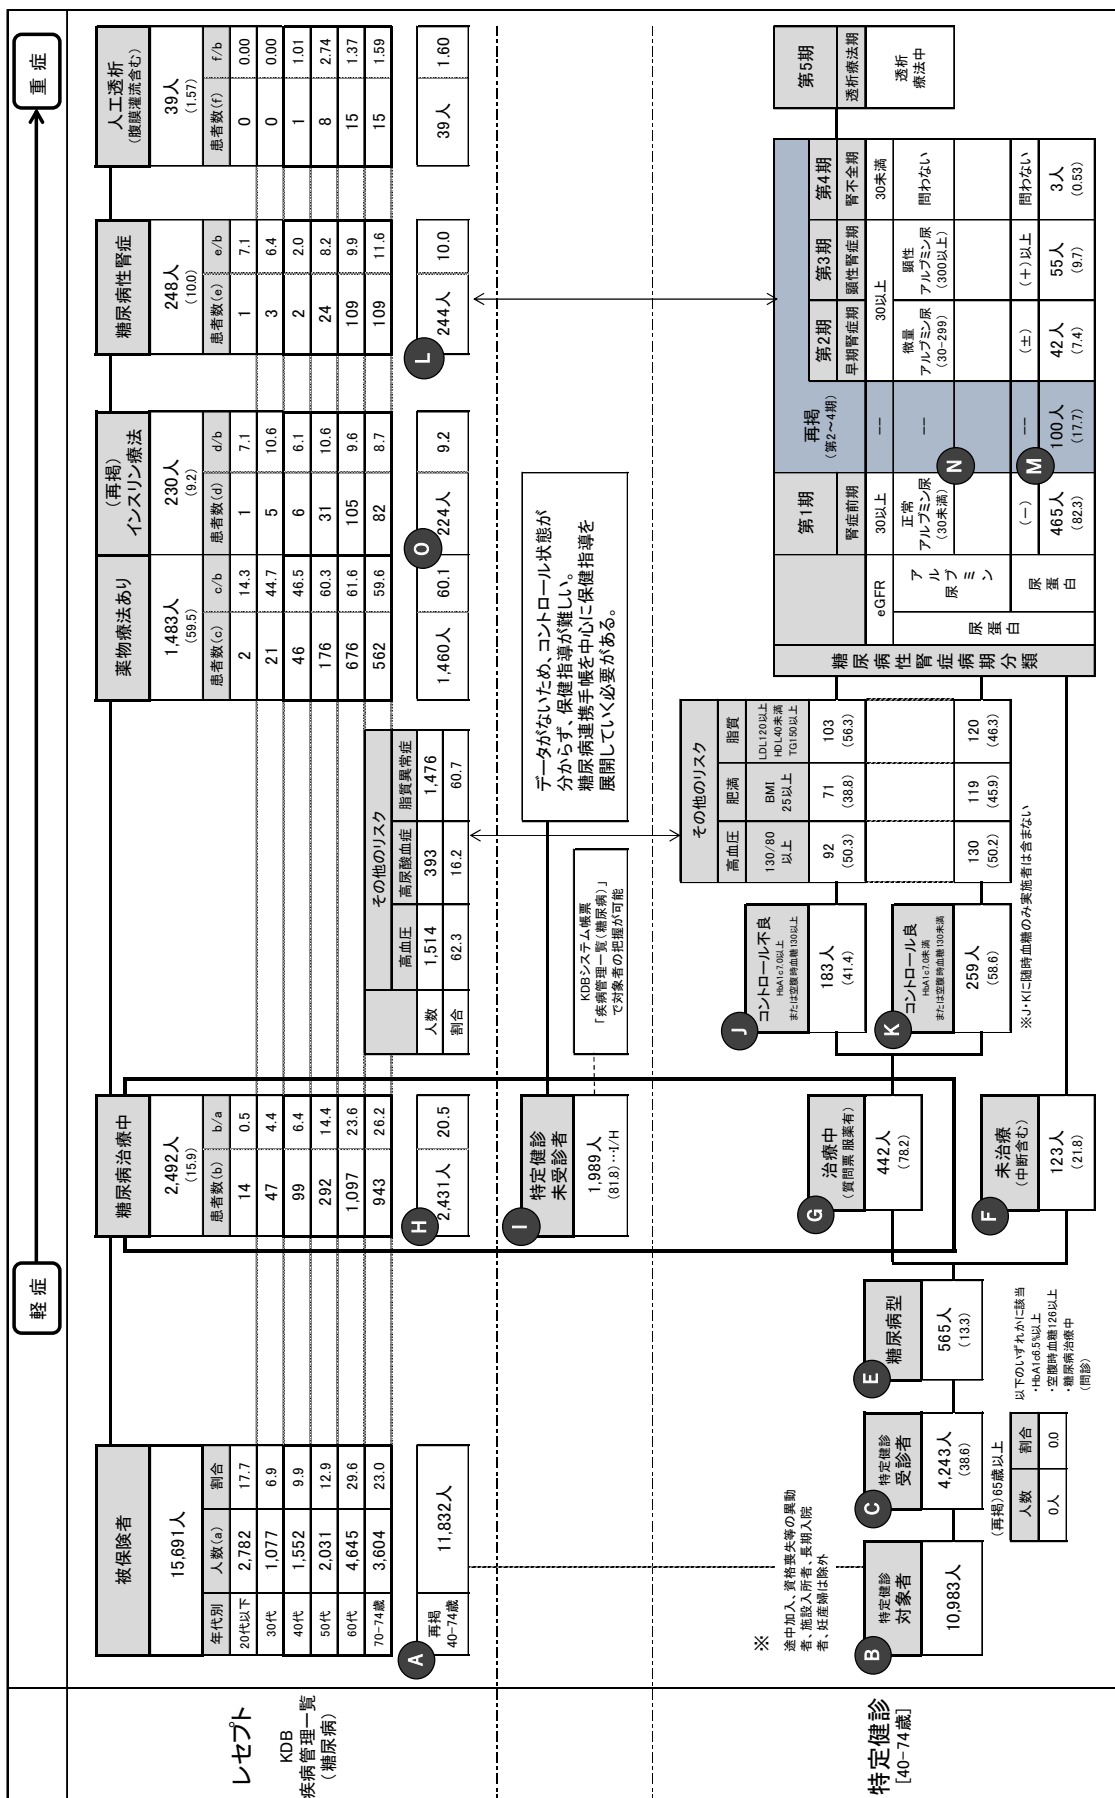 軽症
重症
レセプト
KDB
疾病管理一覧
(糖尿病)
被保険者
15,691人
年代別 人数(a) 割合
20代以下 2,782 17.7
30代 1,077 6.9
40代 1,552 9.9
50代 2,031 12.9
60代 4,645 29.6
70-74歳 3,604 23.0
A
再掲
40-74歳
11,832人
糖尿病治療中
2,492人
(15.9)
患者数(b) b/a
14 0.5
47 4.4
99 6.4
292 14.4
1,097 23.6
943 26.2
H
2,431人 20.5
その他のリスク
高血圧 高尿酸血症 脂質異常症
人数 1,514 393 1,476
割合 62.3 16.2 60.7
薬物療法あり
1,483人
(59.5)
患者数(c) c/b
2 14.3
21 44.7
46 46.5
176 60.3
676 61.6
562 59.6
1,460人 60.1
(再掲)
インスリン療法
230人
(9.2)
患者数(d) d/b
1 7.1
5 10.6
6 6.1
31 10.6
105 9.6
82 8.7
O
224人 9.2
糖尿病性腎症
248人
(10.0)
患者数(e) e/b
1 7.1
3 6.4
2 2.0
24 8.2
109 9.9
109 11.6
L
244人 10.0
人工透析
(腹膜灌流含む)
39人
(1.57)
患者数(f) f/b
0 0.00
0 0.00
1 1.01
8 2.74
15 1.37
15 1.59
39人 1.60
I
特定健診
未受診者
1,989人
(81.8)…I/H
KDBシステム帳票
「疾病管理一覧(糖尿病)」
で対象者の把握が可能
データがないため、コントロール状態が
分からず、保健指導が難しい。
糖尿病連携手帳を中心に保健指導を
展開していく必要がある。
特定健診
[40-74歳]
※
途中加入、資格喪失等の異動
者、施設入所者、長期入院
者、妊産婦は除外
B
特定健診
対象者
10,983人
C
特定健診
受診者
4,243人
(38.6)
(再掲)65歳以上
人数 割合
0人 0.0
E
糖尿病型
565人
(13.3)
以下のいずれかに該当
・HbA1c6.5%以上
・空腹時血糖126以上
・糖尿病治療中
(問診)
G
治療中
(質問票 服薬有)
442人
(78.2)
F
未治療
(中断含む)
123人
(21.8)
J
コントロール不良
HbA1c7.0以上
または空腹時血糖130以上
183人
(41.4)
K
コントロール良
HbA1c7.0未満
または空腹時血糖130未満
259人
(58.6)
※J・Kに随時血糖のみ実施者は含まない
その他のリスク
高血圧 肥満 脂質
130/80
以上
BMI
25以上
LDL120以上
HDL40未満
TG150以上
92
(50.3)
71
(38.8)
103
(56.3)
130
(50.2)
119
(45.9)
120
(46.3)
糖尿病性腎症病期分類
第1期 再掲
(第2~4期)
第2期 第3期 第4期
腎症前期 早期腎症期 顕性腎症期 腎不全期
eGFR 30以上 -- 30以上 30未満
尿蛋白
尿アルブミン
正常
アルブミン尿
(30未満)
--
微量
アルブミン尿
(30-299)
顕性
アルブミン尿
(300以上)
問わない
N
尿蛋白
(-) -- (±) (+)以上 問わない
M
465人
(82.3)
100人
(17.7)
42人
(7.4)
55人
(9.7)
3人
(0.53)
第5期
透析療法期
透析
療法中